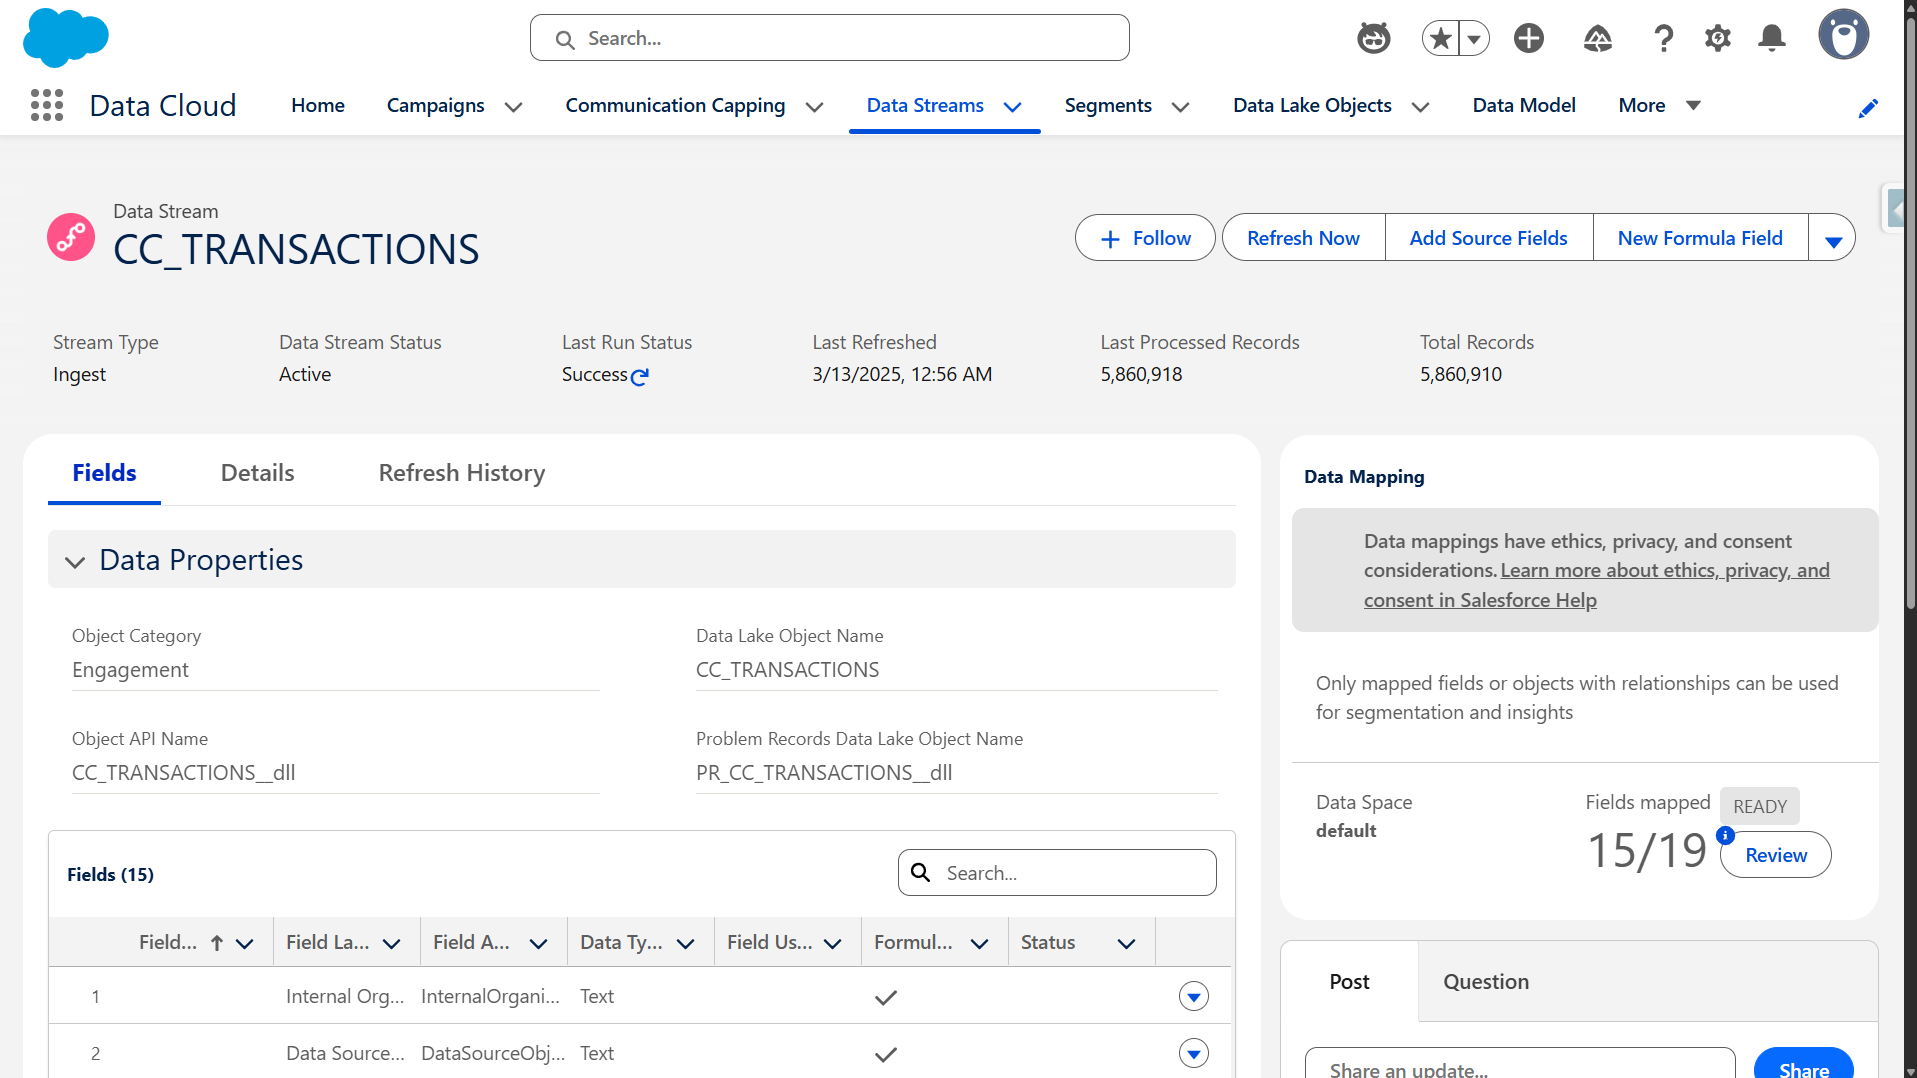 Search...
Data Cloud
Home
Campaigns
Communication Capping
Data Streams
Segments
Data Lake Objects
Data Model
More
Data Stream
CC_TRANSACTIONS
Follow
Refresh Now
Add Source Fields
New Formula Field
Stream Type
Ingest
Data Stream Status
Active
Last Run Status
Success
Last Refreshed
3/13/2025, 12:56 AM
Last Processed Records
5,860,918
Total Records
5,860,910
Fields
Details
Refresh History
Data Properties
Object Category
Engagement
Data Lake Object Name
CC_TRANSACTIONS
Object API Name
CC_TRANSACTIONS__dll
Problem Records Data Lake Object Name
PR_CC_TRANSACTIONS__dll
Fields (15)
Search...
Field...
Field La...
Field A...
Data Ty...
Field Us...
Formul...
Status
1
Internal Org...
InternalOrgani...
Text
2
Data Source...
DataSourceObj...
Text
Data Mapping
Data mappings have ethics, privacy, and consent
considerations. Learn more about ethics, privacy, and
consent in Salesforce Help
Only mapped fields or objects with relationships can be used
for segmentation and insights
Data Space
default
Fields mapped
READY
15/19
Review
Post
Question
Share an update...
Share